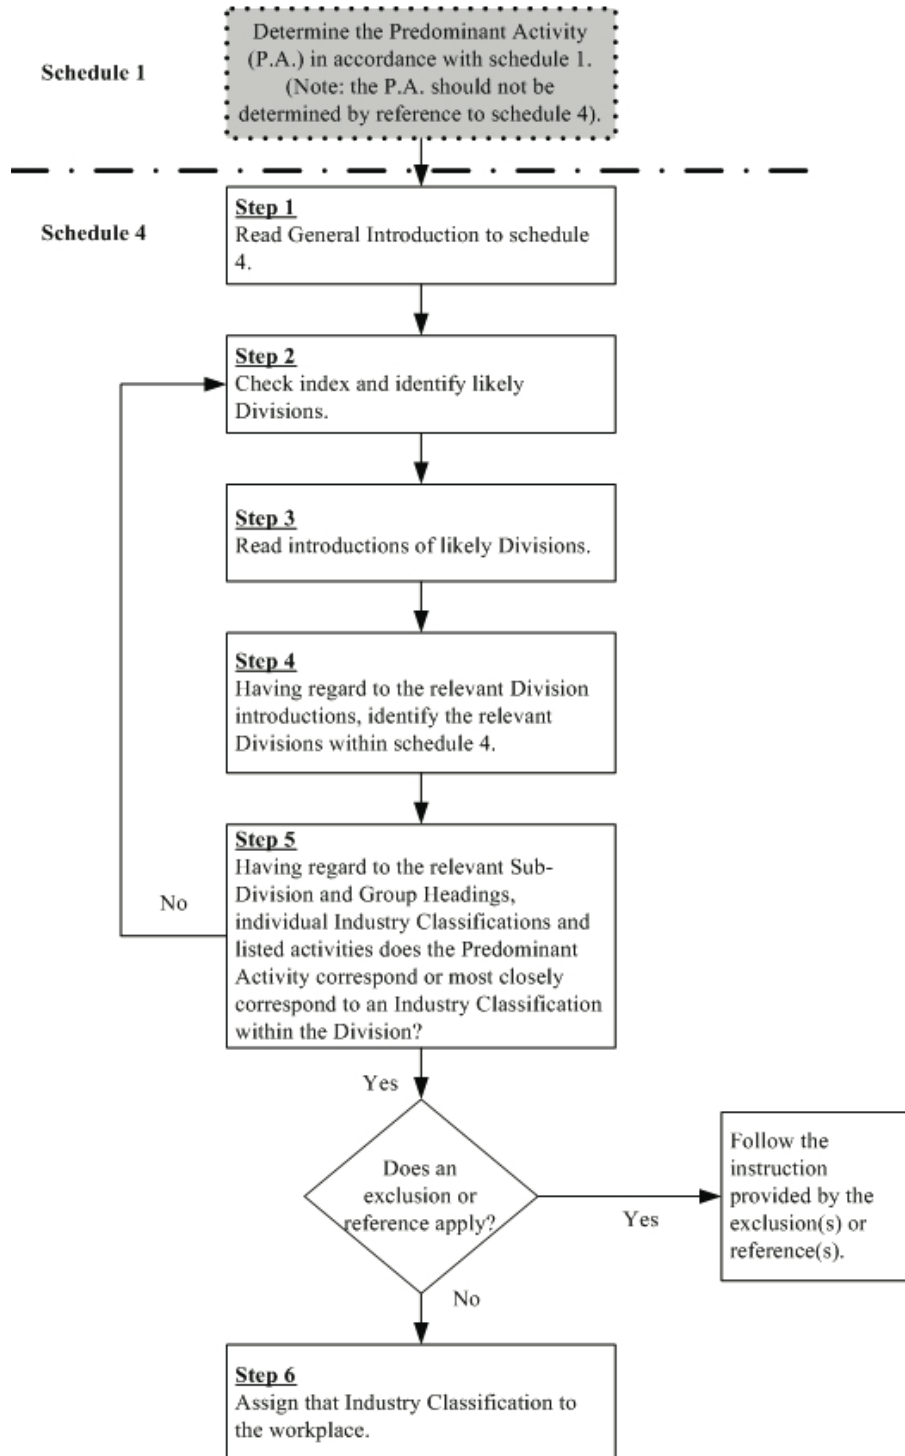 Schedule 1
Determine the Predominant Activity
(P.A.) in accordance with schedule 1.
(Note: the P.A. should not be
determined by reference to schedule 4).
Schedule 4
Step 1
Read General Introduction to schedule
4.
Step 2
Check index and identify likely
Divisions.
Step 3
Read introductions of likely Divisions.
Step 4
Having regard to the relevant Division
introductions, identify the relevant
Divisions within schedule 4.
Step 5
Having regard to the relevant Sub-
Division and Group Headings,
individual Industry Classifications and
listed activities does the Predominant
Activity correspond or most closely
correspond to an Industry Classification
within the Division?
No
Yes
Does an
exclusion or
reference apply?
Yes
Follow the
instruction
provided by the
exclusion(s) or
reference(s).
No
Step 6
Assign that Industry Classification to
the workplace.